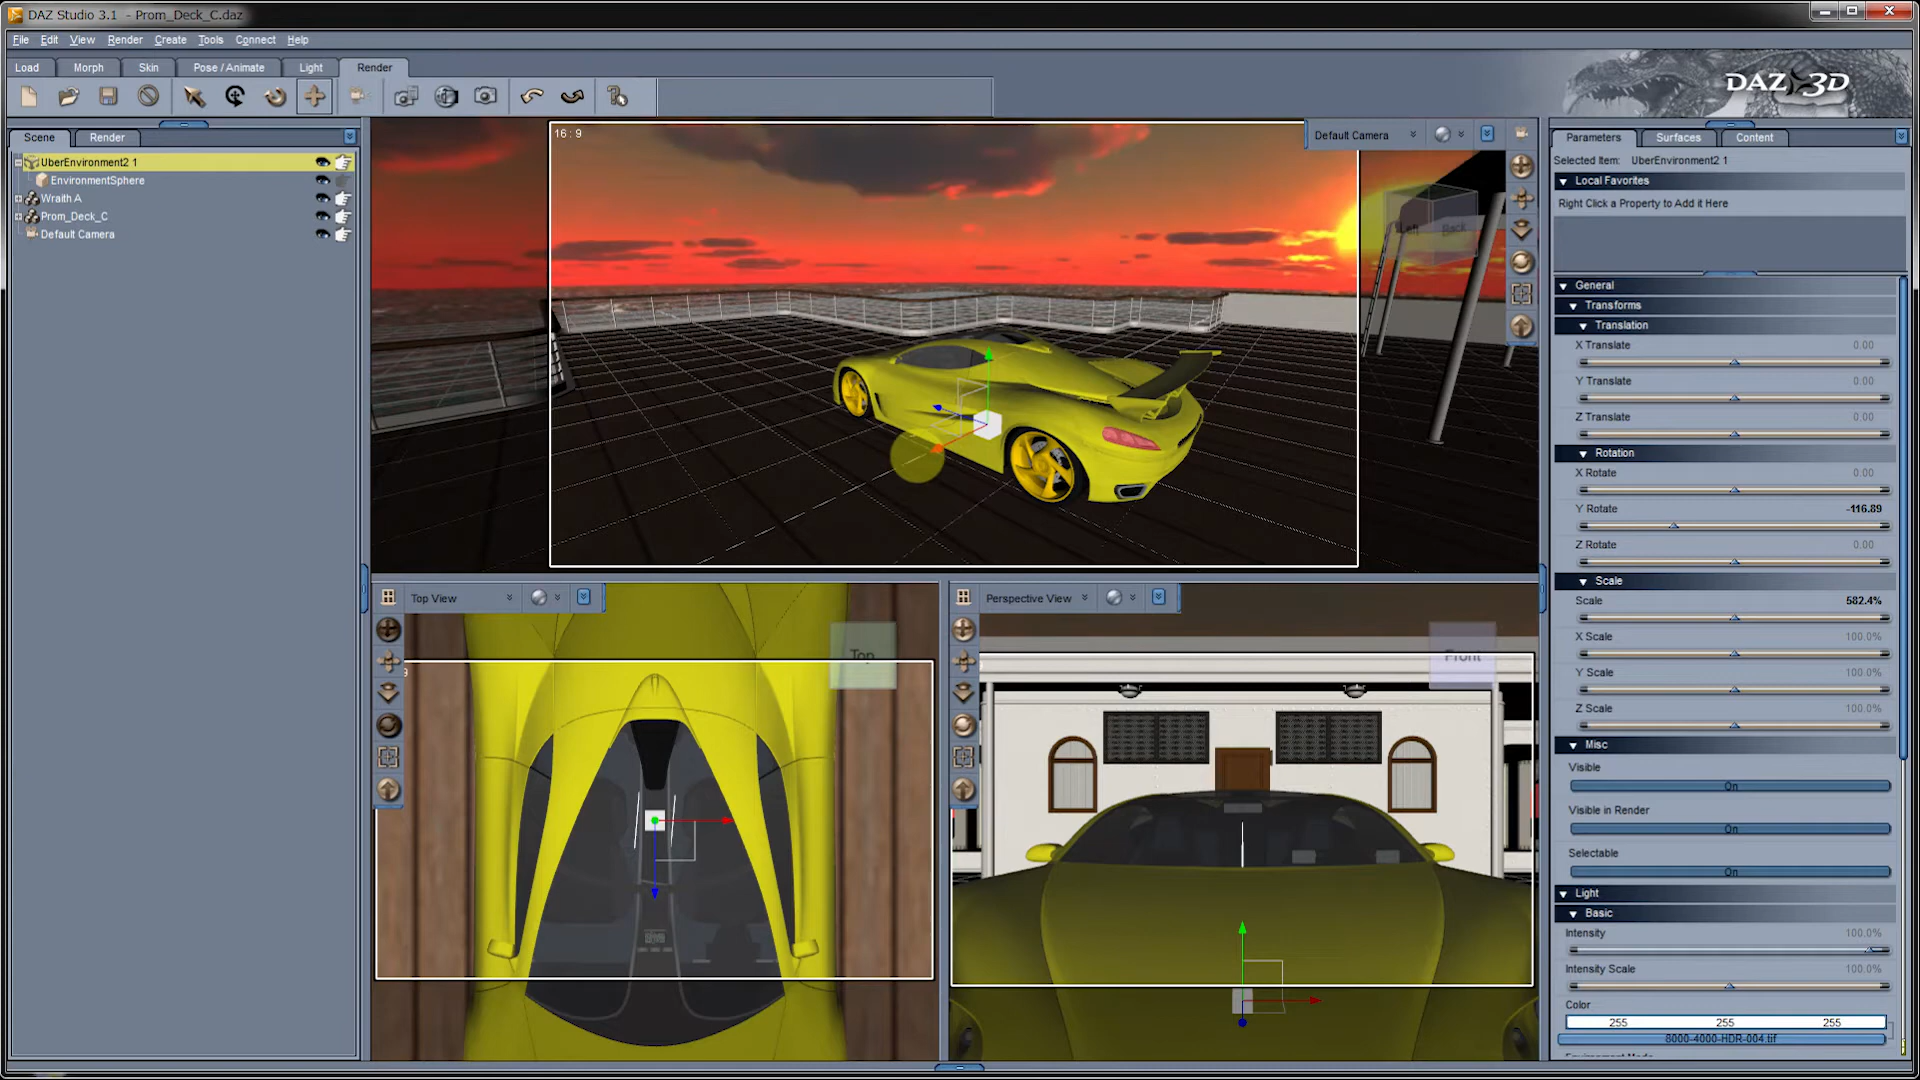 DAZ Studio 3.1 - Prom_Deck_C.daz
File Edit View Render Create Tools Connect Help
Load Morph Skin Pose / Animate Light Render
DAZ 3D
Scene Render
UberEnvironment2 1
EnvironmentSphere
Wraith A
Prom_Deck_C
Default Camera
16 : 9
Default Camera
Left Back
Top View
Top
Perspective View
Front
Parameters Surfaces Content
Selected Item: UberEnvironment2 1
Local Favorites
Right Click a Property to Add it Here
General
Transforms
Translation
X Translate 0.00
Y Translate 0.00
Z Translate 0.00
Rotation
X Rotate 0.00
Y Rotate -116.89
Z Rotate 0.00
Scale
Scale 582.4%
X Scale 100.0%
Y Scale 100.0%
Z Scale 100.0%
Misc
Visible
On
Visible in Render
On
Selectable
On
Light
Basic
Intensity 100.0%
Intensity Scale 100.0%
Color
255 255 255
8000-4000-HDR-004.tif